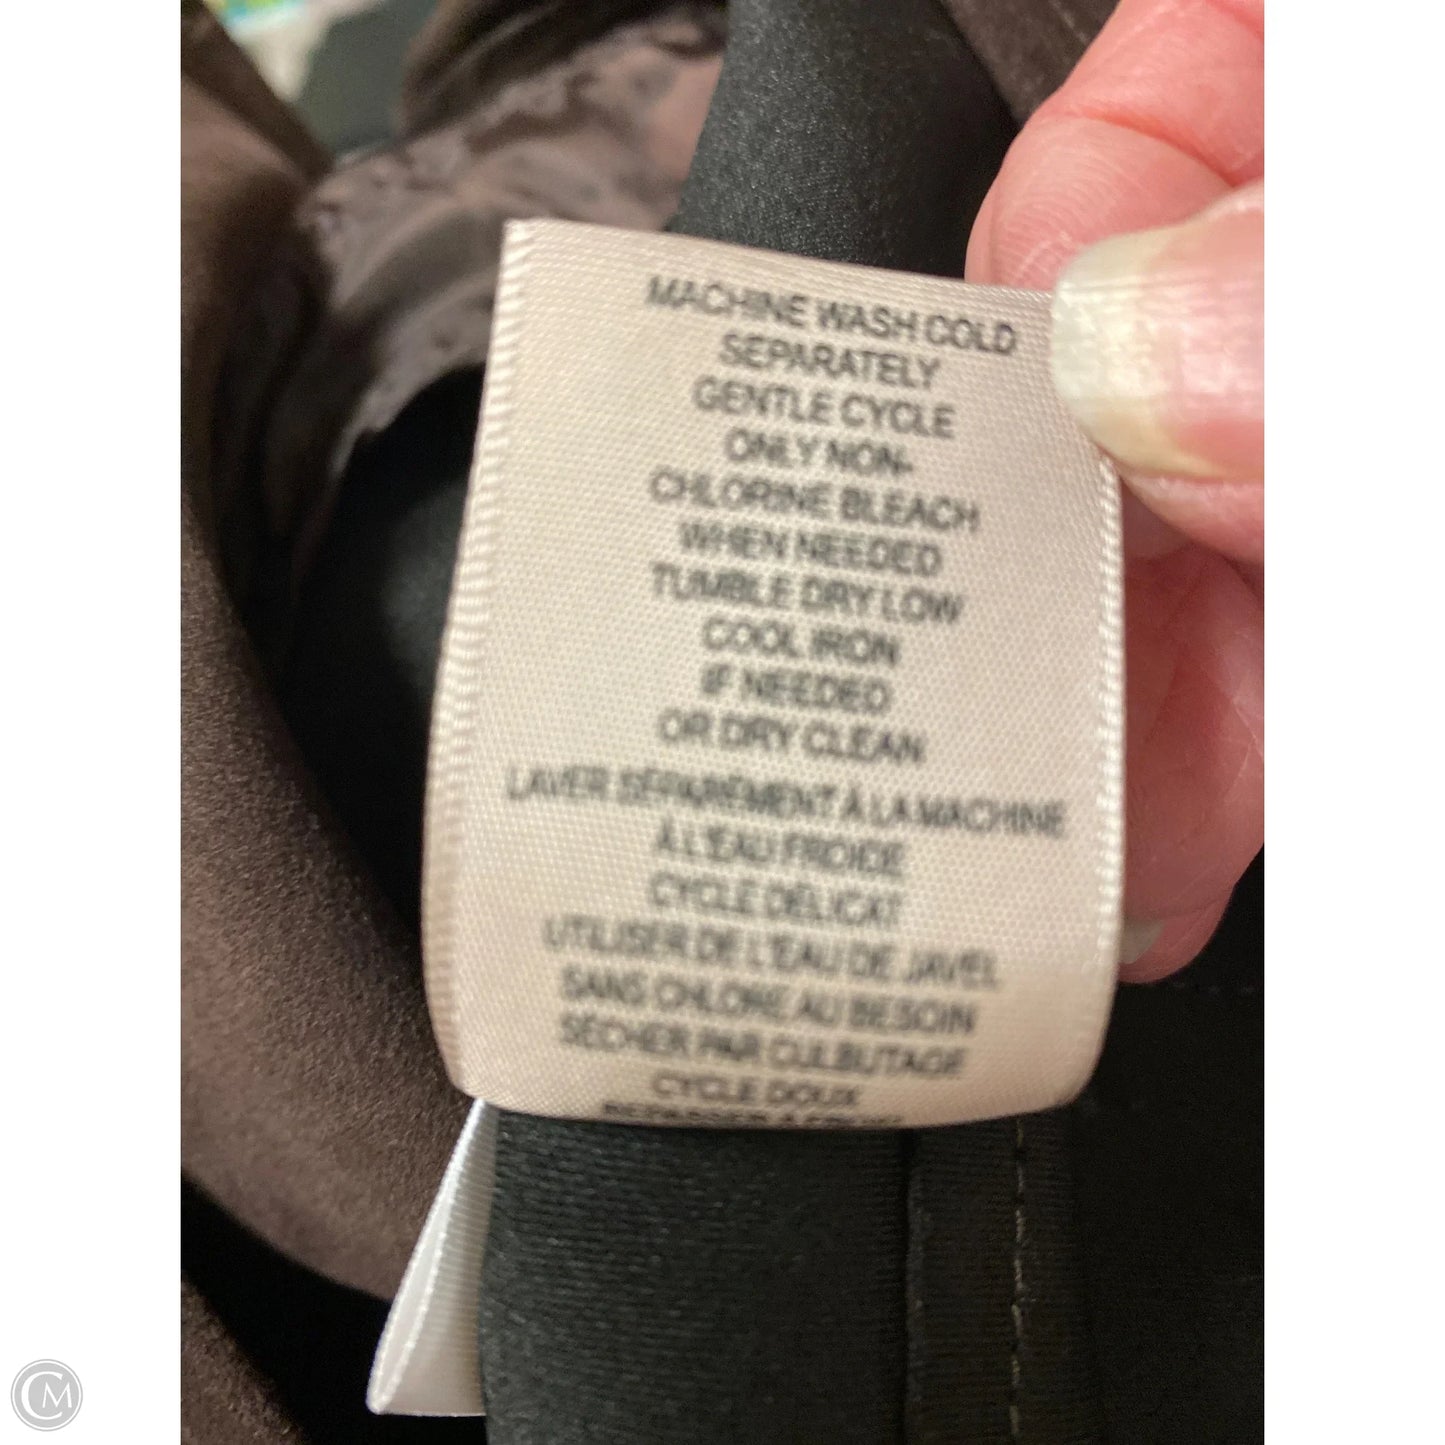 MACHINE WASH COLD
SEPARATELY
GENTLE CYCLE
ONLY NON-
CHLORINE BLEACH
WHEN NEEDED
TUMBLE DRY LOW
COOL IRON
IF NEEDED
OR DRY CLEAN
LAVER SÉPARÉMENT À LA MACHINE
À L'EAU FROIDE
CYCLE DÉLICAT
UTILISER DE L'EAU DE JAVEL
SANS CHLORE AU BESOIN
SÉCHER PAR CULBUTAGE
CYCLE DOUX
REPASSER À
CM